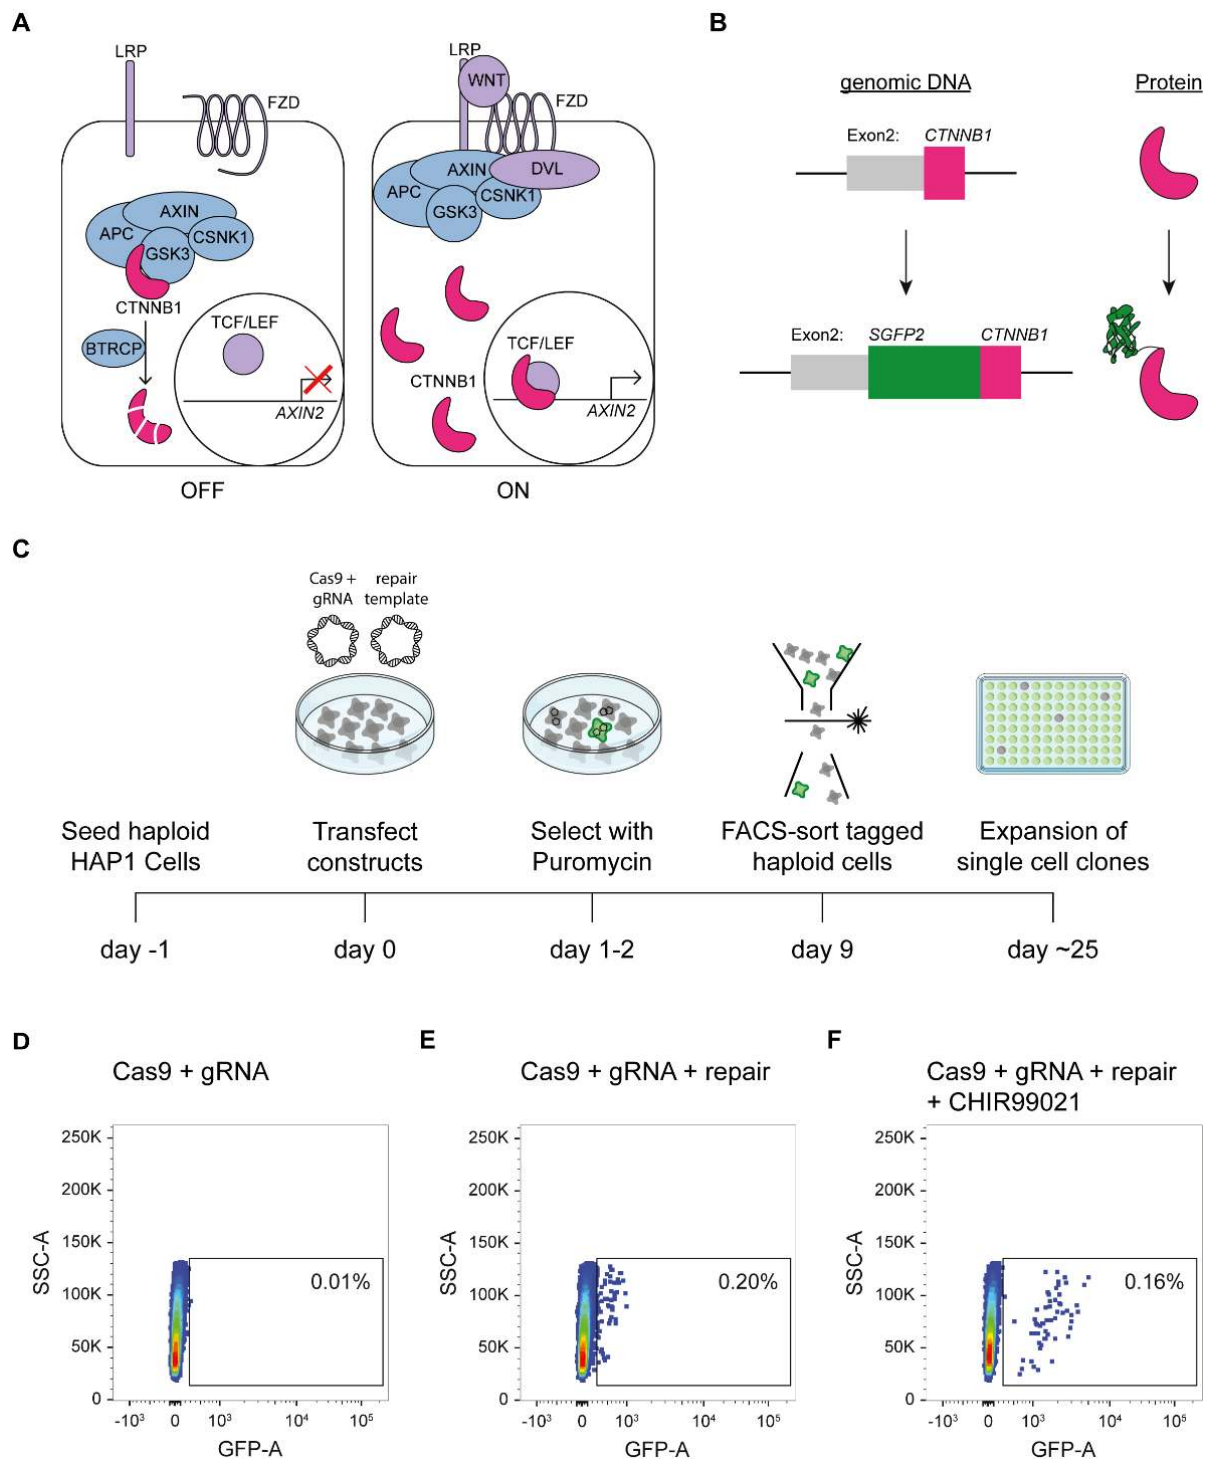 A
LRP
FZD
AXIN
APC
CSNK1
GSK3
CTNNB1
BTRCP
TCF/LEF
AXIN2
OFF
LRP
WNT
FZD
AXIN
DVL
APC
CSNK1
GSK3
TCF/LEF
CTNNB1
AXIN2
ON
B
genomic DNA
Protein
Exon2: CTNNB1
Exon2: SGFP2 CTNNB1
C
Cas9 +
gRNA
repair
template
Seed haploid
HAP1 Cells
Transfect
constructs
Select with
Puromycin
FACS-sort tagged
haploid cells
Expansion of
single cell clones
day -1
day 0
day 1-2
day 9
day ~25
D
Cas9 + gRNA
250K
200K
150K
100K
50K
0
SSC-A
0.01%
-10³ 0 10³ 10⁴ 10⁵
GFP-A
E
Cas9 + gRNA + repair
250K
200K
150K
100K
50K
0
SSC-A
0.20%
-10³ 0 10³ 10⁴ 10⁵
GFP-A
F
Cas9 + gRNA + repair
+ CHIR99021
250K
200K
150K
100K
50K
0
SSC-A
0.16%
-10³ 0 10³ 10⁴ 10⁵
GFP-A